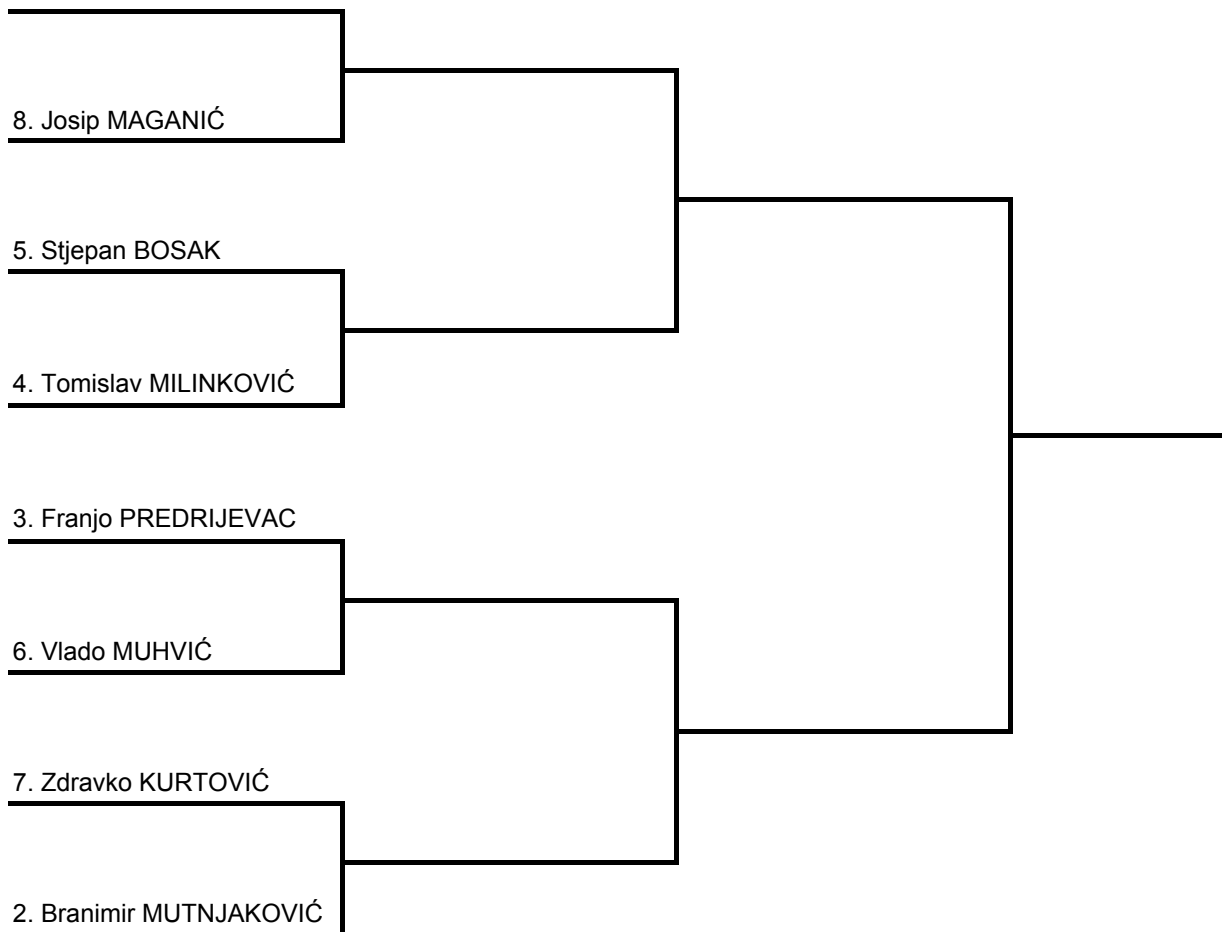 8. Josip MAGANIĆ
5. Stjepan BOSAK
4. Tomislav MILINKOVIĆ
3. Franjo PREDRIJEVAC
6. Vlado MUHVIĆ
7. Zdravko KURTOVIĆ
2. Branimir MUTNJAKOVIĆ